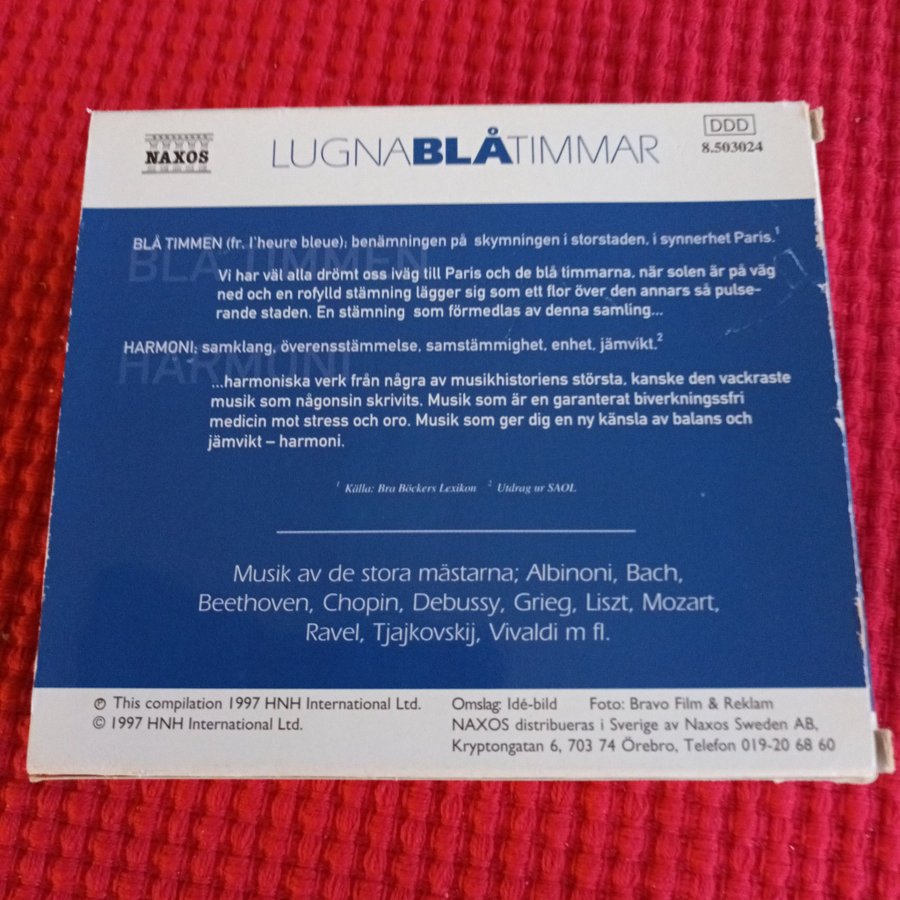 NAXOS
LUGNABLÅTIMMAR
DDD
8.503024
BLÅ TIMMEN
BLÅ TIMMEN (fr. l'heure bleue); benämningen på skymningen i storstaden, i synnerhet Paris.¹
Vi har väl alla drömt oss iväg till Paris och de blå timmarna, när solen är på väg
ned och en rofylld stämning lägger sig som ett flor över den annars så pulse-
rande staden. En stämning som förmedlas av denna samling...
HARMONI
HARMONI; samklang, överensstämmelse, samstämmighet, enhet, jämvikt.²
...harmoniska verk från några av musikhistoriens största, kanske den vackraste
musik som någonsin skrivits. Musik som är en garanterat biverkningssfri
medicin mot stress och oro. Musik som ger dig en ny känsla av balans och
jämvikt – harmoni.
¹ Källa: Bra Böckers Lexikon ² Utdrag ur SAOL
Musik av de stora mästarna; Albinoni, Bach,
Beethoven, Chopin, Debussy, Grieg, Liszt, Mozart,
Ravel, Tjajkovskij, Vivaldi m fl.
℗ This compilation 1997 HNH International Ltd.
© 1997 HNH International Ltd.
Omslag: Idé-bild Foto: Bravo Film & Reklam
NAXOS distribueras i Sverige av Naxos Sweden AB,
Kryptongatan 6, 703 74 Örebro, Telefon 019-20 68 60